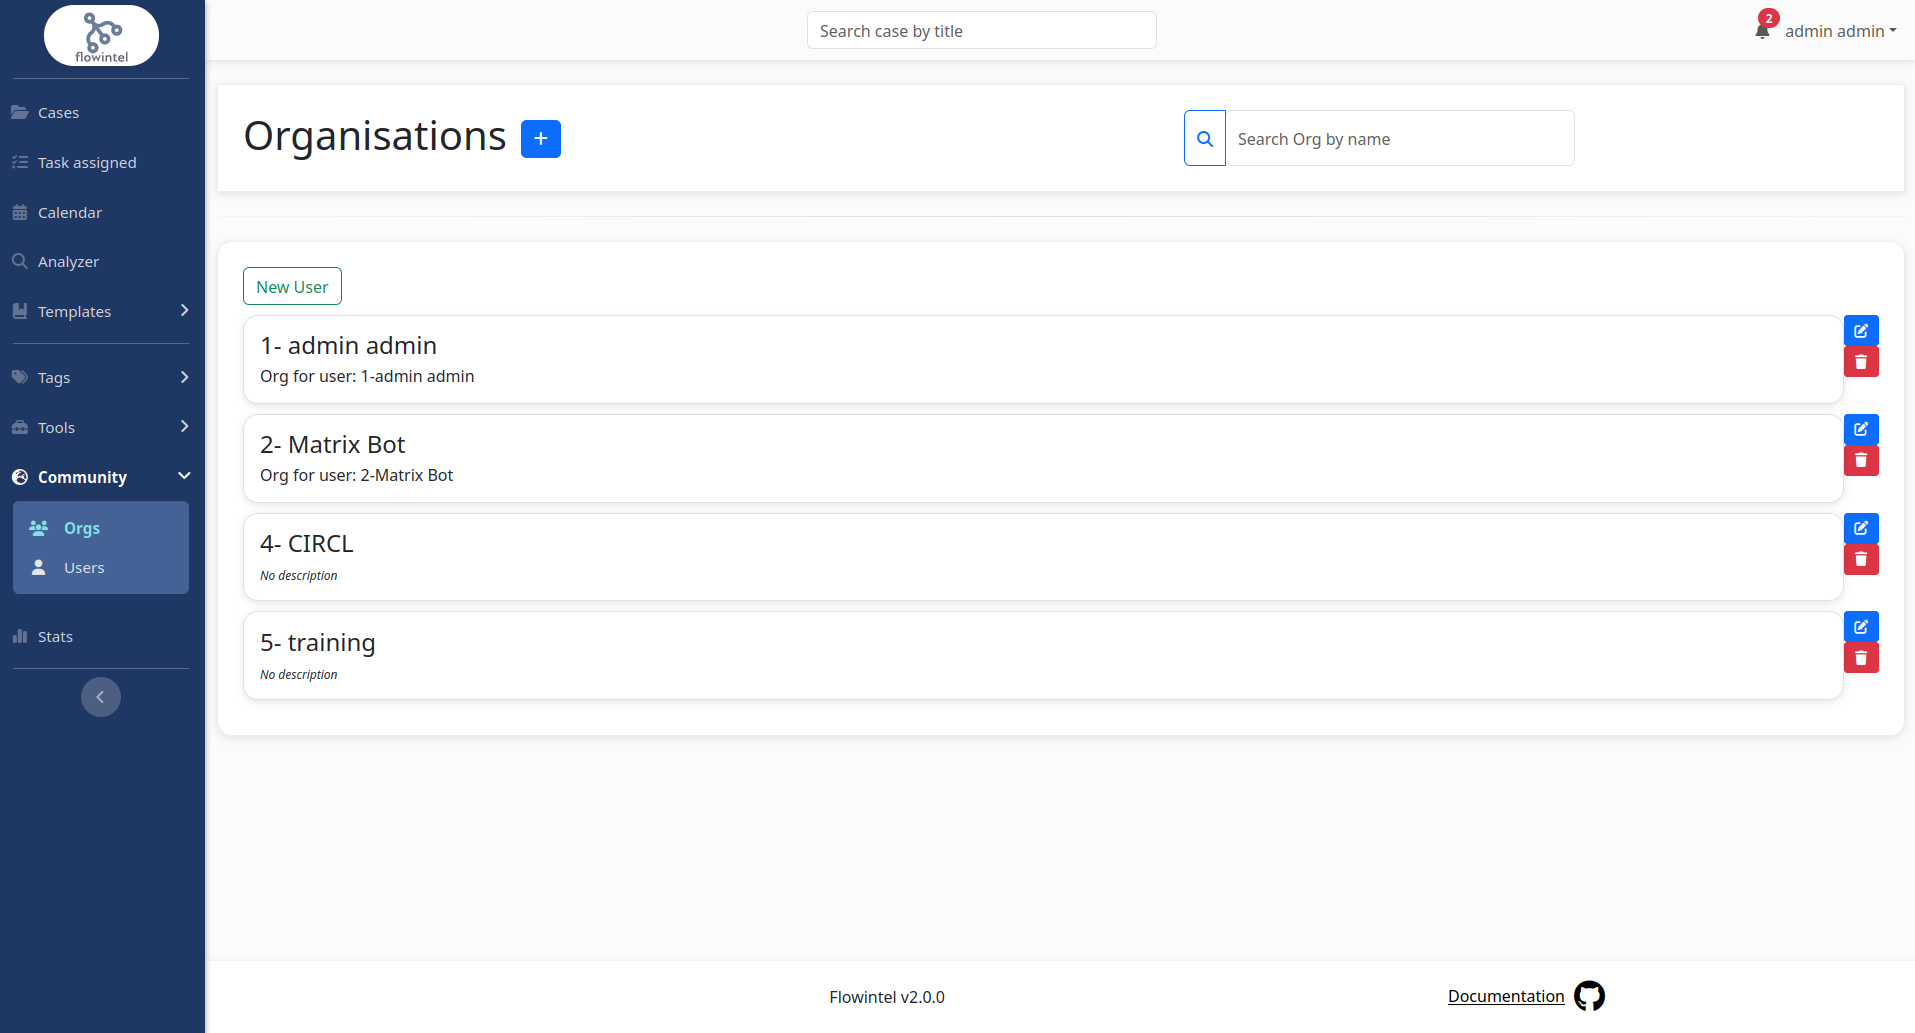 flowintel
Search case by title
2
admin admin
Cases
Task assigned
Calendar
Analyzer
Templates
Tags
Tools
Community
Orgs
Users
Stats
Organisations +
Search Org by name
New User
1- admin admin
Org for user: 1-admin admin
2- Matrix Bot
Org for user: 2-Matrix Bot
4- CIRCL
No description
5- training
No description
Flowintel v2.0.0
Documentation